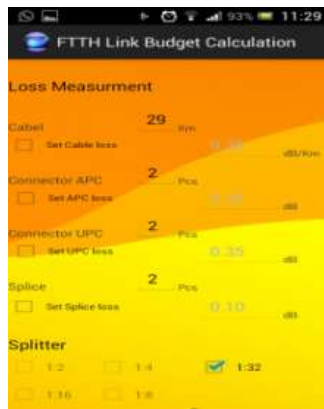 93% 11:29
FTTH Link Budget Calculation
Loss Measurment
Cabel 29 Km
Set Cable loss 0.35 dB/Km
Connector APC 2 Pcs
Set APC loss dB
Connector UPC 2 Pcs
Set UPC loss 0.35 dB
Splice 2 Pcs
Set Splice loss 0.10 dB
Splitter
1:2 1:4 1:32
1:16 1:8